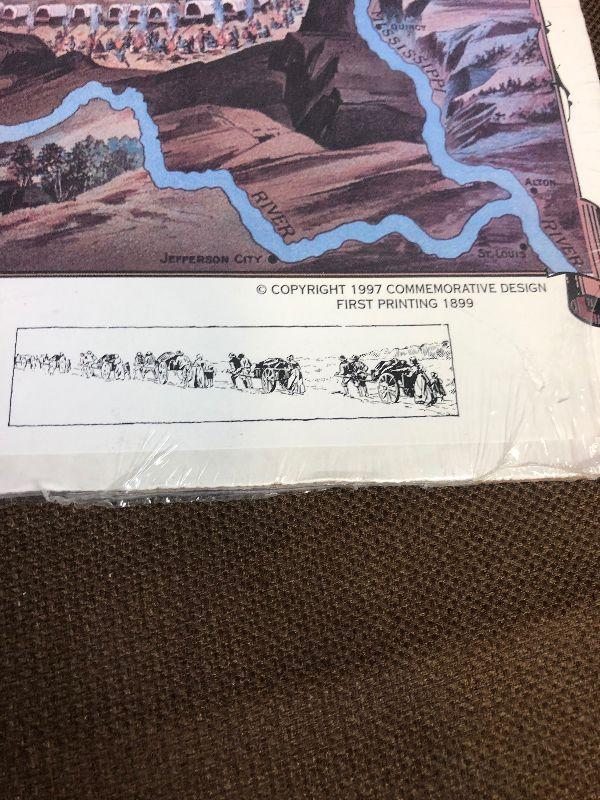 QUINCY
MISSISSIPPI
ALTON
RIVER
RIVER
JEFFERSON CITY
ST. LOUIS
© COPYRIGHT 1997 COMMEMORATIVE DESIGN
FIRST PRINTING 1899